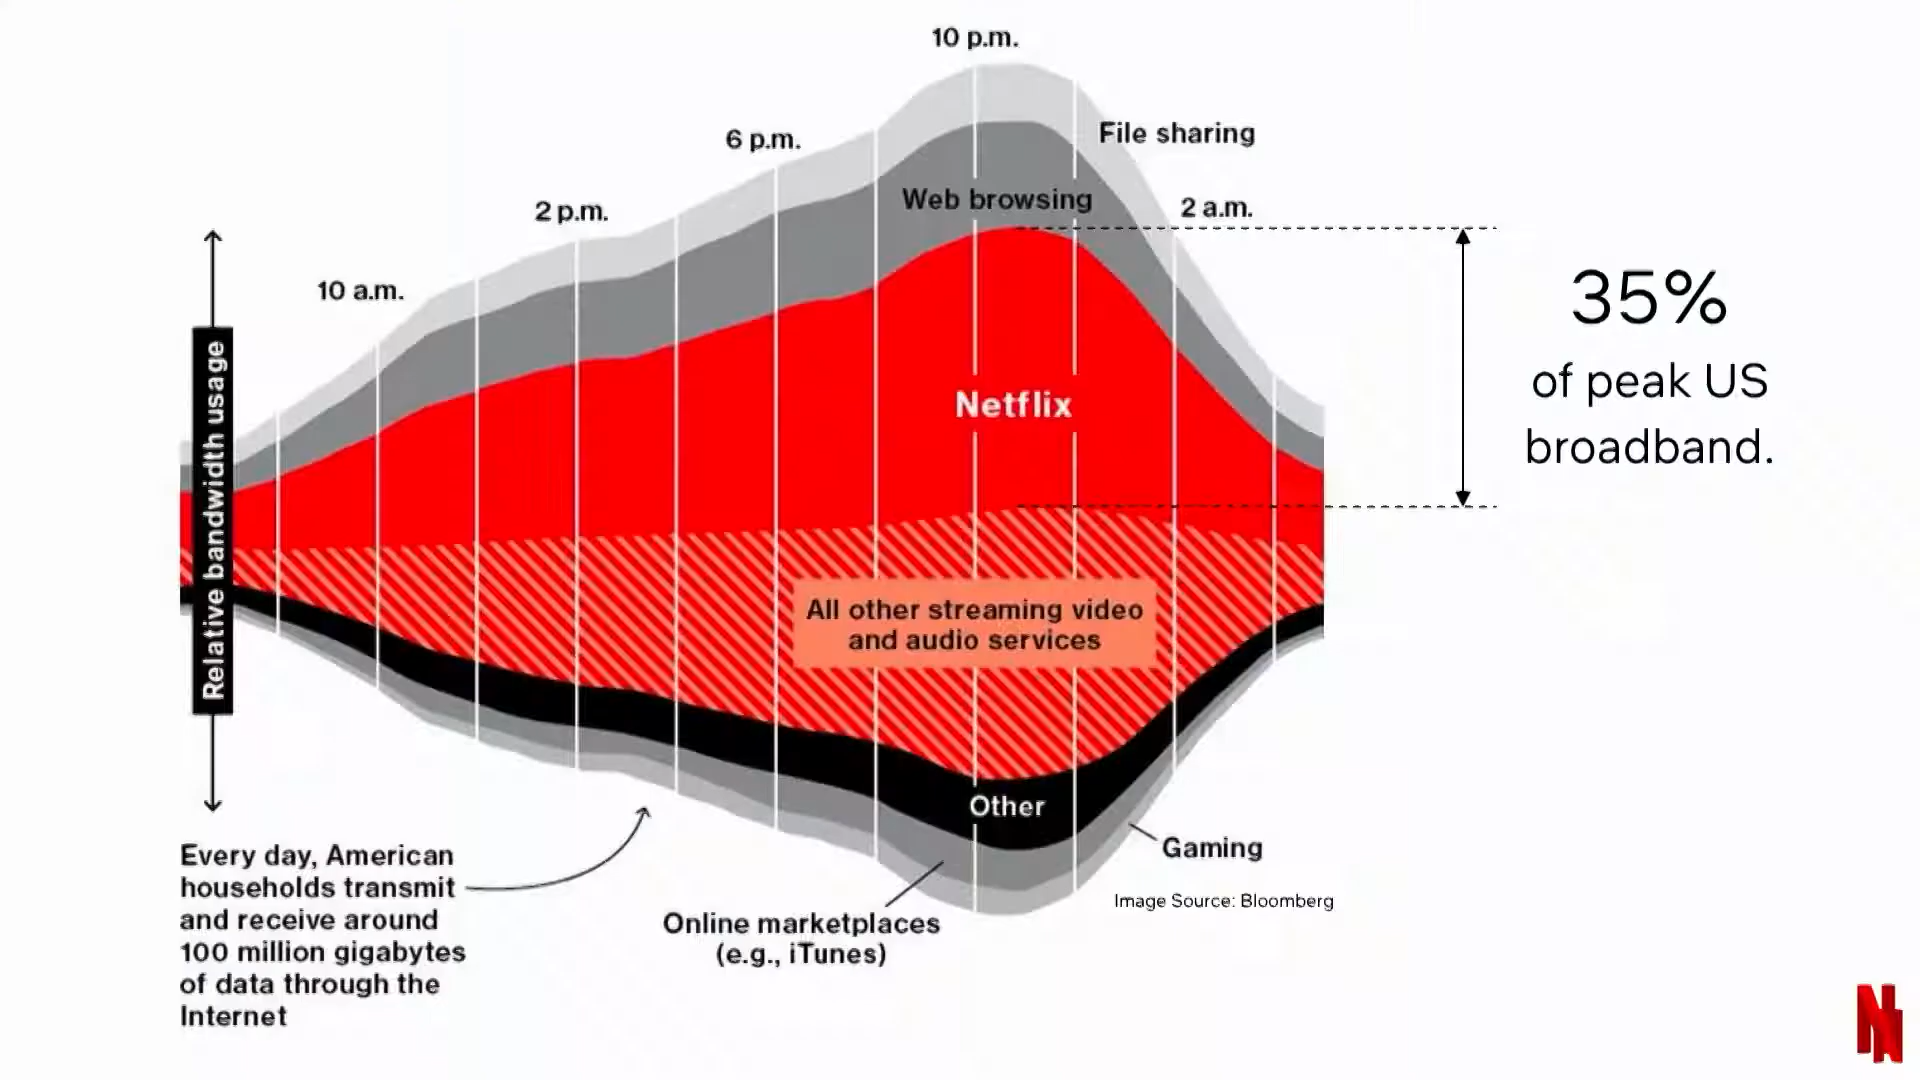 10 p.m.
6 p.m.
File sharing
Web browsing
2 p.m.
2 a.m.
10 a.m.
35%
of peak US
broadband.
Relative bandwidth usage
Netflix
All other streaming video
and audio services
Other
Gaming
Every day, American
households transmit
and receive around
100 million gigabytes
of data through the
Internet
Online marketplaces
(e.g., iTunes)
Image Source: Bloomberg